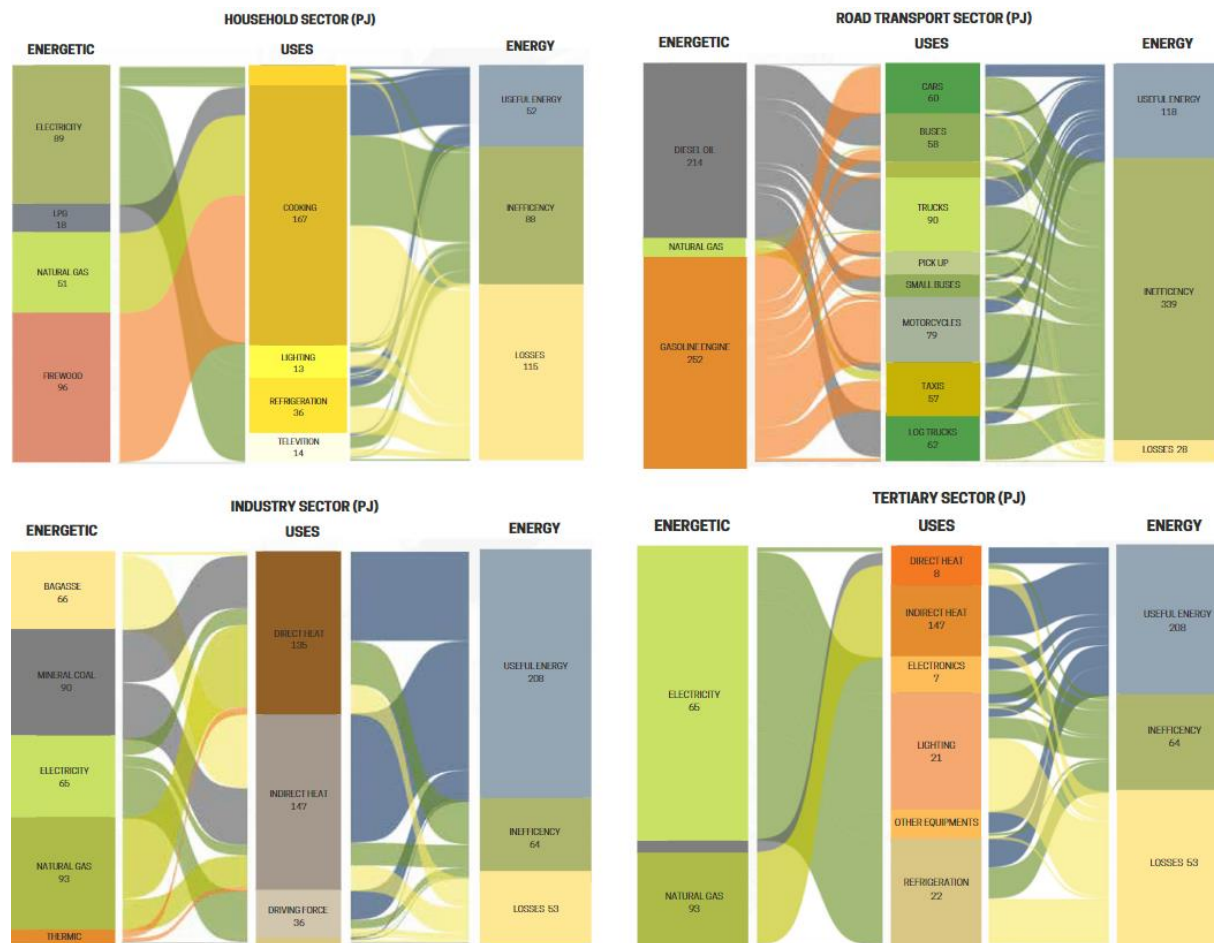 HOUSEHOLD SECTOR (PJ)
ENERGETIC
USES
ENERGY
ELECTRICITY
89
LPG
18
NATURAL GAS
51
FIREWOOD
96
COOKING
167
LIGHTING
13
REFRIGERATION
36
TELEVITION
14
USEFUL ENERGY
52
INEFFICENCY
88
LOSSES
115
ROAD TRANSPORT SECTOR (PJ)
ENERGETIC
USES
ENERGY
DIESEL OIL
214
NATURAL GAS
GASOLINE ENGINE
252
CARS
60
BUSES
58
TRUCKS
90
PICK UP
SMALL BUSES
MOTORCYCLES
79
TAXIS
57
LOG TRUCKS
62
USEFUL ENERGY
118
INEFFICENCY
339
LOSSES 28
INDUSTRY SECTOR (PJ)
ENERGETIC
USES
ENERGY
BAGASSE
66
MINERAL COAL
90
ELECTRICITY
65
NATURAL GAS
93
THERMIC
DIRECT HEAT
135
INDIRECT HEAT
147
DRIVING FORCE
36
USEFUL ENERGY
208
INEFFICENCY
64
LOSSES 53
TERTIARY SECTOR (PJ)
ENERGETIC
USES
ENERGY
ELECTRICITY
65
NATURAL GAS
93
DIRECT HEAT
8
INDIRECT HEAT
147
ELECTRONICS
7
LIGHTING
21
OTHER EQUIPMENTS
REFRIGERATION
22
USEFUL ENERGY
208
INEFFICENCY
64
LOSSES 53